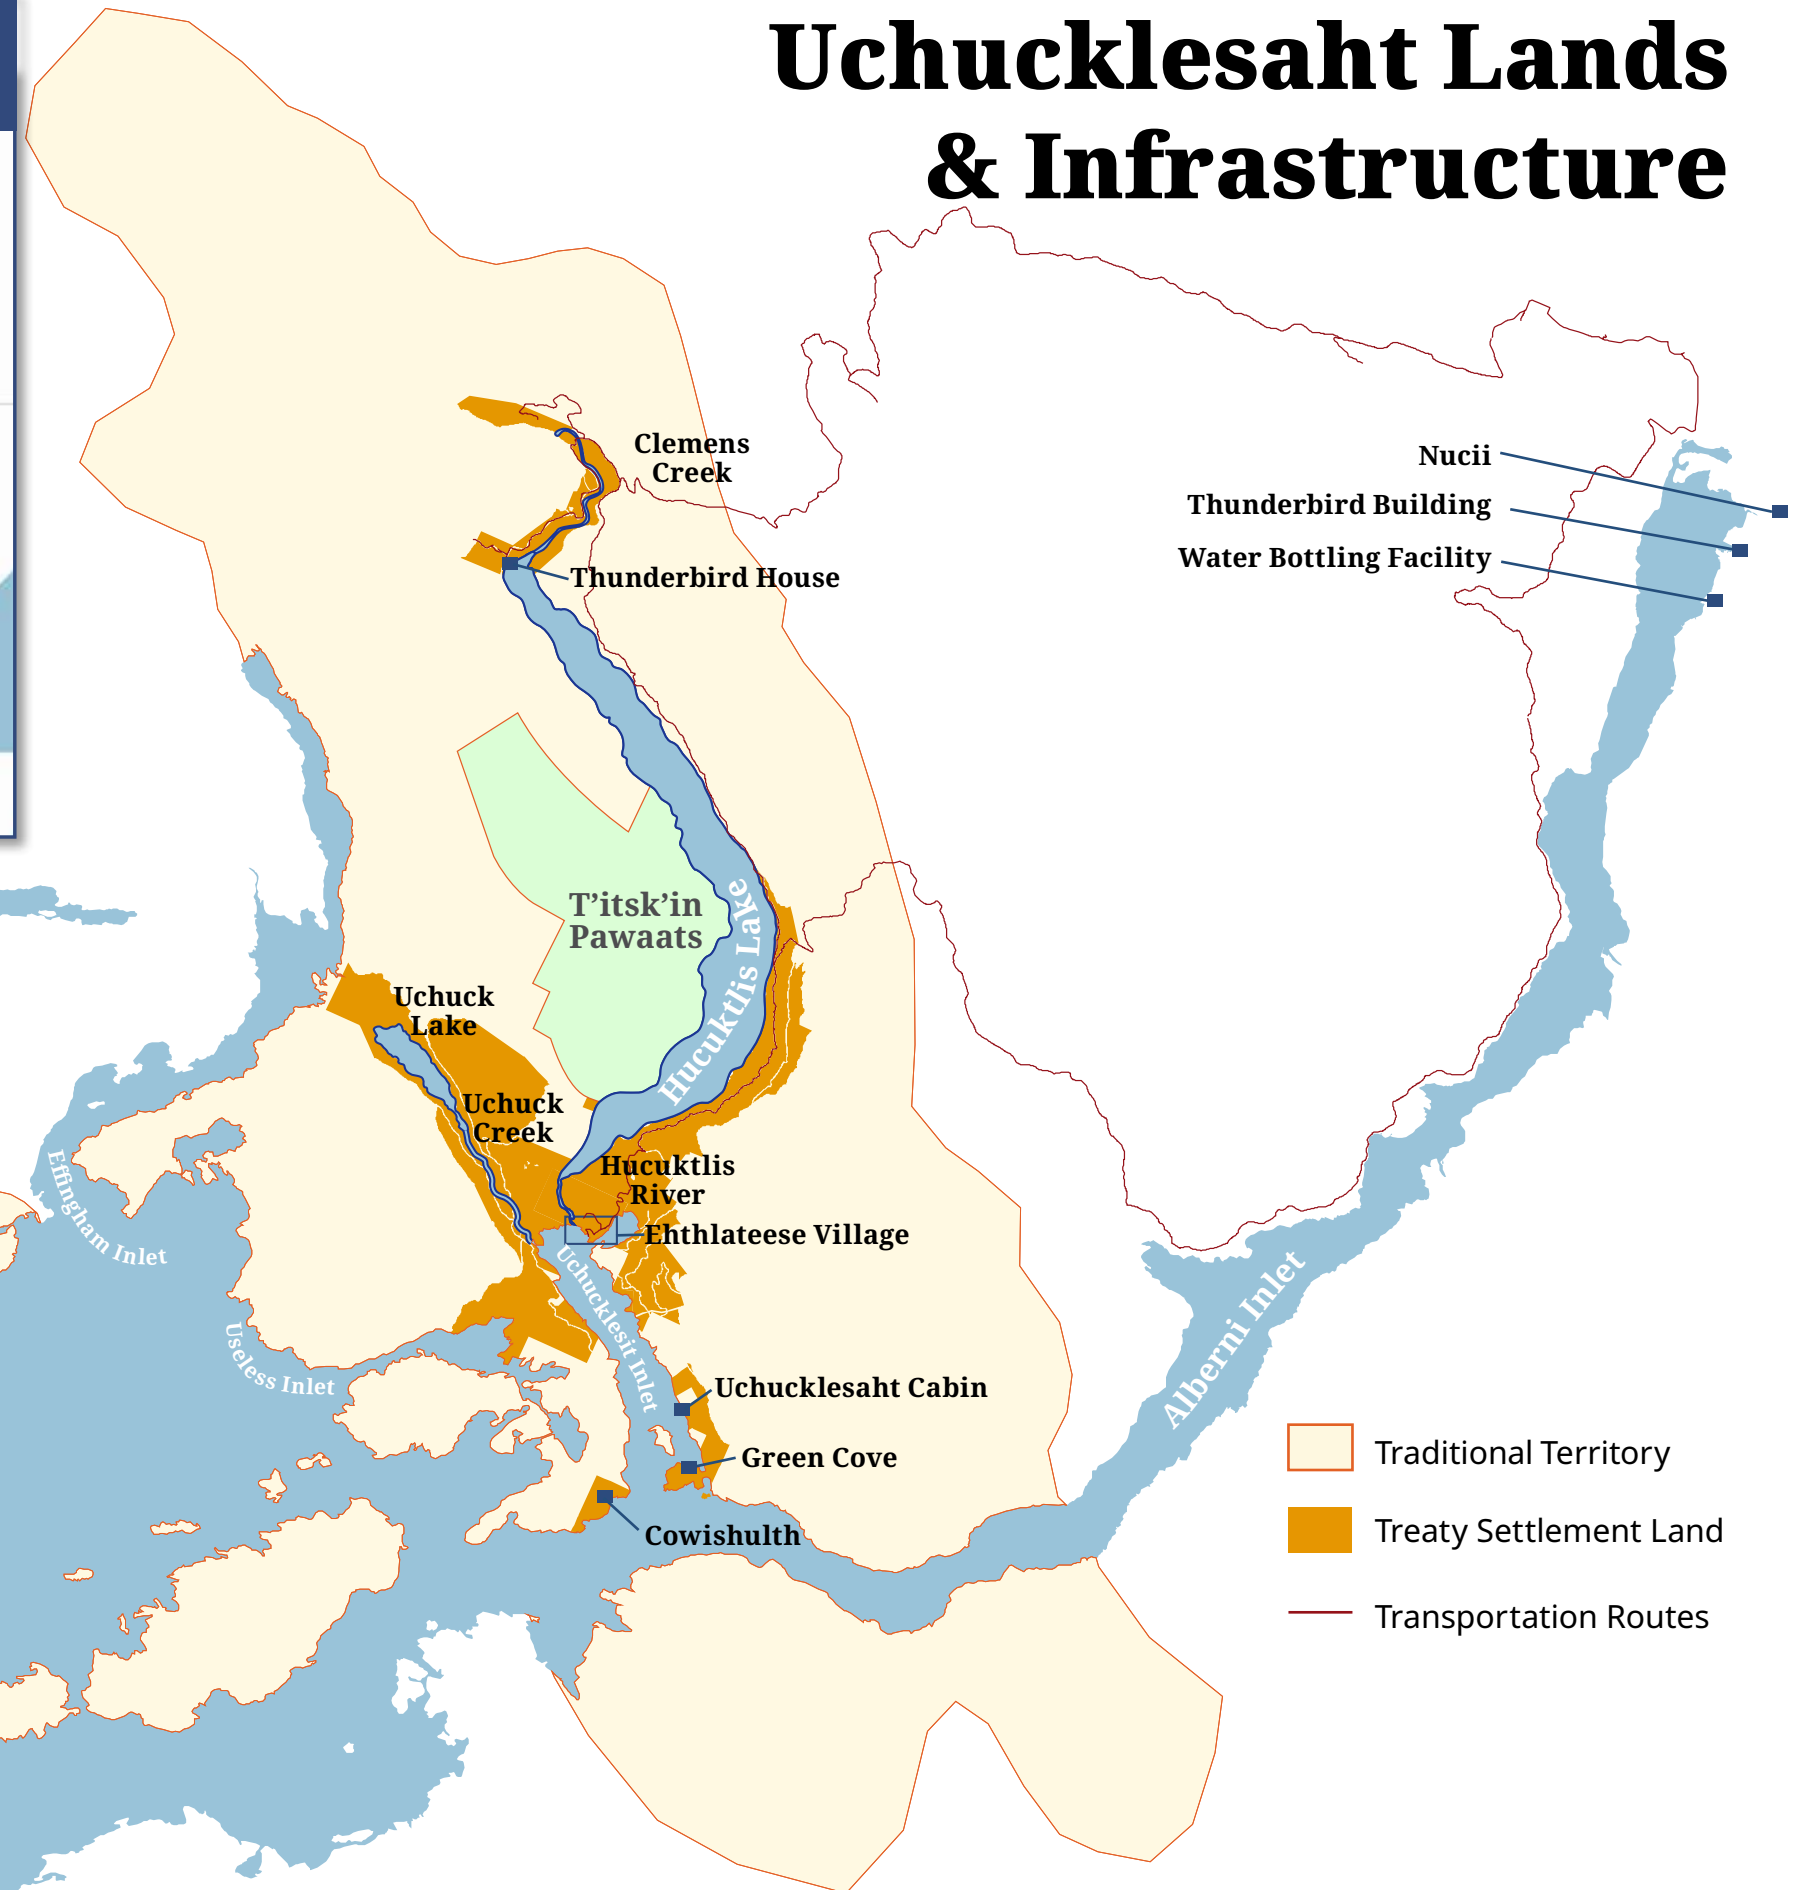 Uchucklesaht Lands
& Infrastructure
Clemens
Creek
Nucii
Thunderbird Building
Water Bottling Facility
Thunderbird House
T’itsk’in
Pawaats
Hucuktlis Lake
Uchuck
Lake
Uchuck
Creek
Hucuktlis
River
Ehthlateese Village
Effingham Inlet
Uchucklesit Inlet
Useless Inlet
Alberni Inlet
Uchucklesaht Cabin
Green Cove
Cowishulth
Traditional Territory
Treaty Settlement Land
Transportation Routes